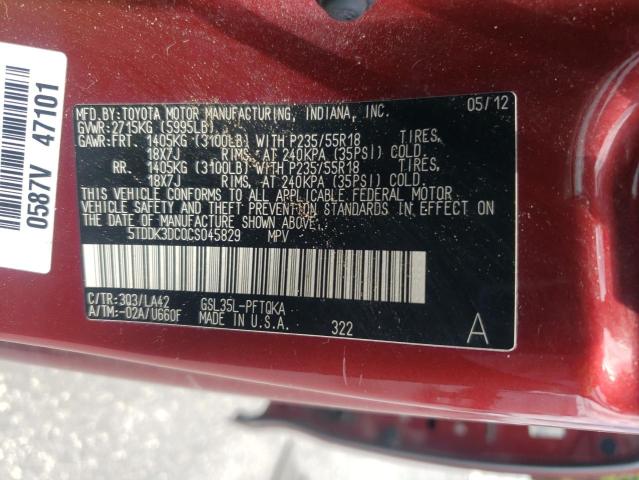 0587V 47101
MFD.BY: TOYOTA MOTOR MANUFACTURING, INDIANA, INC. 05/12
GVWR: 2715KG (5995LB)
GAWR: FRT. 1405KG (3100LB) WITH P235/55R18 TIRES,
18X7J RIMS, AT 240KPA (35PSI) COLD.
RR. 1405KG (3100LB) WITH P235/55R18 TIRES,
18X7J RIMS, AT 240KPA (35PSI) COLD.
THIS VEHICLE CONFORMS TO ALL APPLICABLE FEDERAL MOTOR
VEHICLE SAFETY AND THEFT PREVENTION STANDARDS IN EFFECT ON
THE DATE OF MANUFACTURE SHOWN ABOVE.
5TDDK3DC0CS045829 MPV
C/TR: 3Q3/LA42 GSL35L-PFTQKA
A/TM:-02A/U660F MADE IN U.S.A. 322 A